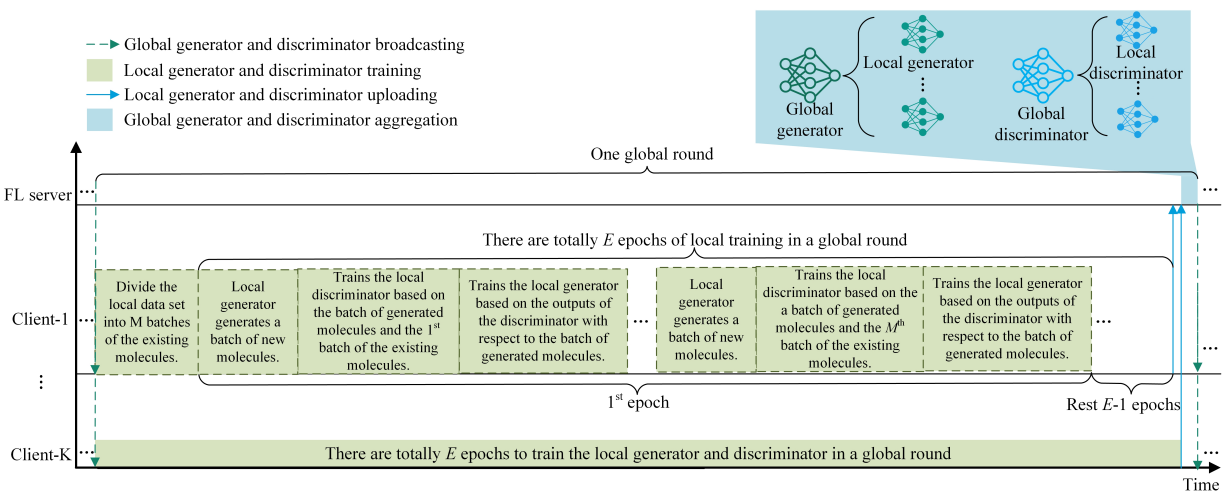 Global generator and discriminator broadcasting
Local generator and discriminator training
Local generator and discriminator uploading
Global generator and discriminator aggregation
Local generator
...
Global
generator
Local
discriminator
...
Global
discriminator
One global round
FL server
...
...
There are totally E epochs of local training in a global round
Client-1
...
Divide the
local data set
into M batches
of the existing
molecules.
Local
generator
generates a
batch of new
molecules.
Trains the local
discriminator based on
the batch of generated
molecules and the 1st
batch of the existing
molecules.
Trains the local generator
based on the outputs of
the discriminator with
respect to the batch of
generated molecules.
...
Local
generator
generates a
batch of new
molecules.
Trains the local
discriminator based on the
a batch of generated
molecules and the Mth
batch of the existing
molecules.
Trains the local generator
based on the outputs of
the discriminator with
respect to the batch of
generated molecules.
...
...
...
1st epoch
Rest E-1 epochs
Client-K
...
There are totally E epochs to train the local generator and discriminator in a global round
...
Time